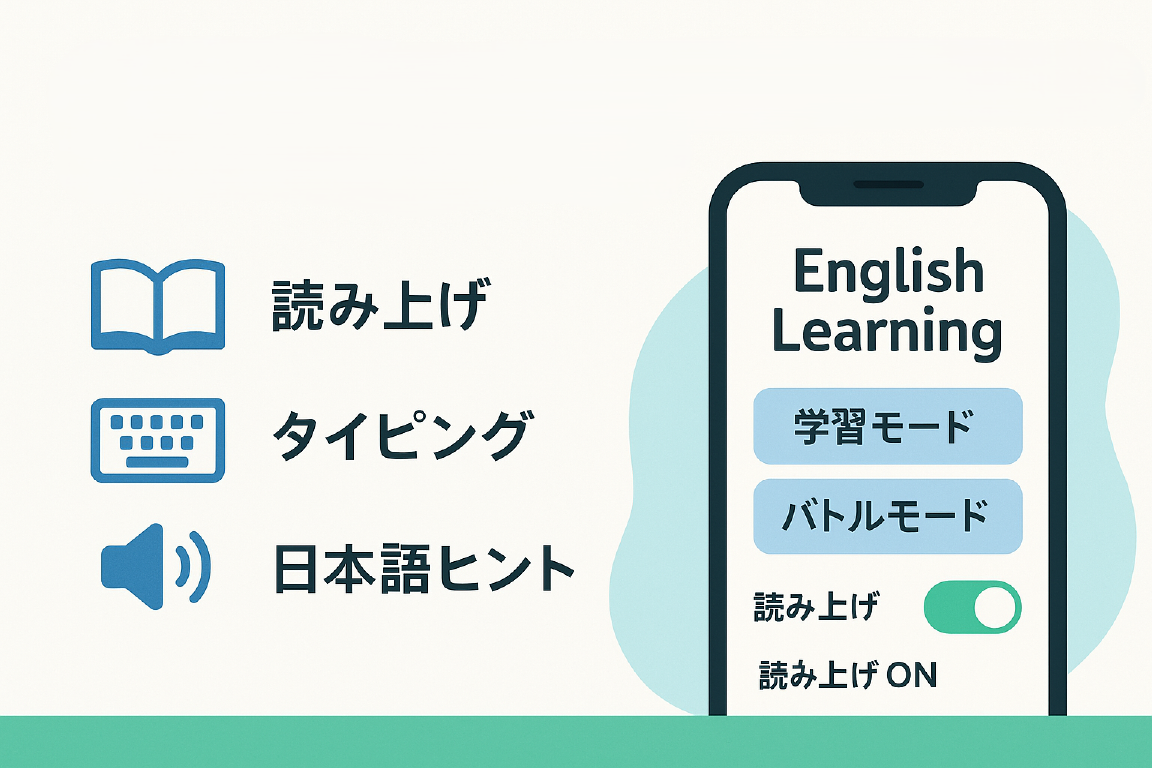 読み上げ
タイピング
日本語ヒント
English
Learning
学習モード
バトルモード
読み上げ
読み上げ ON